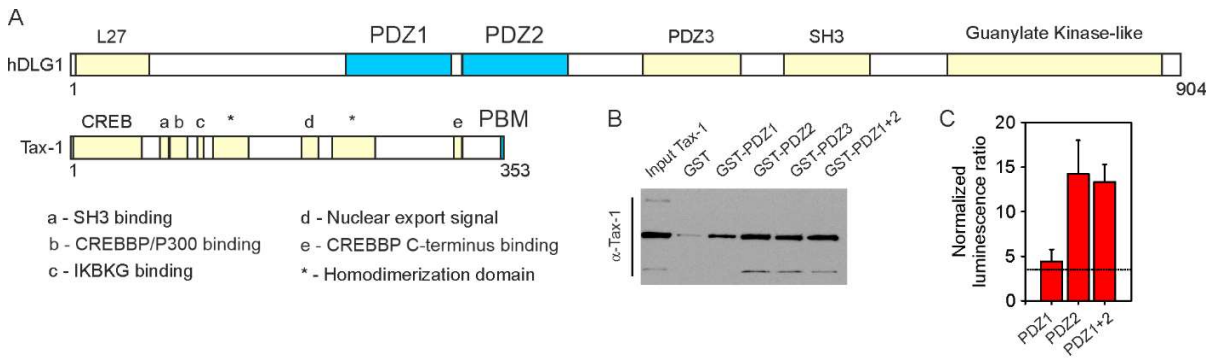 A
L27 PDZ1 PDZ2 PDZ3 SH3 Guanylate Kinase-like
hDLG1
1 904
CREB a b c * d * e PBM
Tax-1
1 353
a - SH3 binding
b - CREBBP/P300 binding
c - IKBKG binding
d - Nuclear export signal
e - CREBBP C-terminus binding
* - Homodimerization domain
B
Input Tax-1
GST
GST-PDZ1
GST-PDZ2
GST-PDZ3
GST-PDZ1+2
α-Tax-1
C
Normalized
luminescence ratio
20
15
10
5
0
PDZ1
PDZ2
PDZ1+2